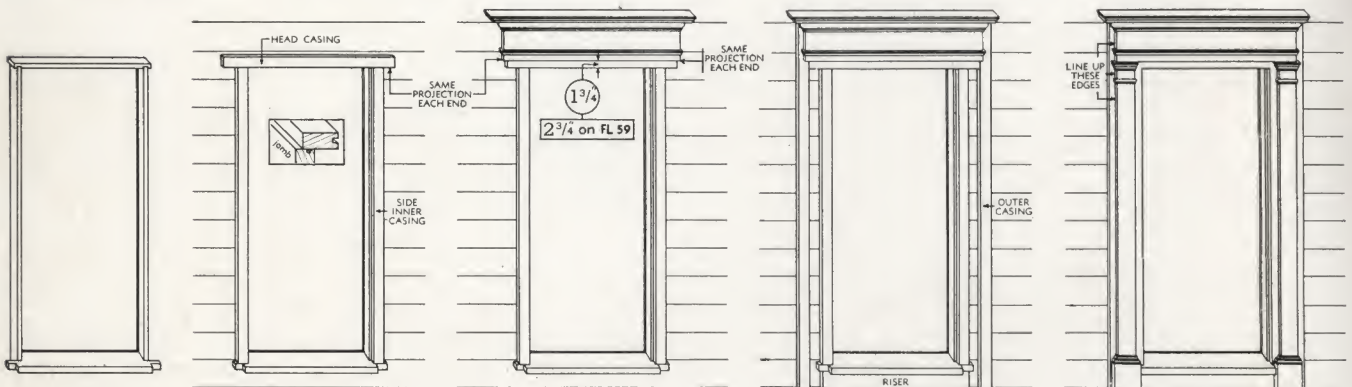 HEAD CASING
SAME
PROJECTION
EACH END
jamb
SIDE
INNER
CASING
SAME
PROJECTION
EACH END
1 3/4"
2 3/4" on FL 59
OUTER
CASING
RISER
LINE UP
THESE
EDGES